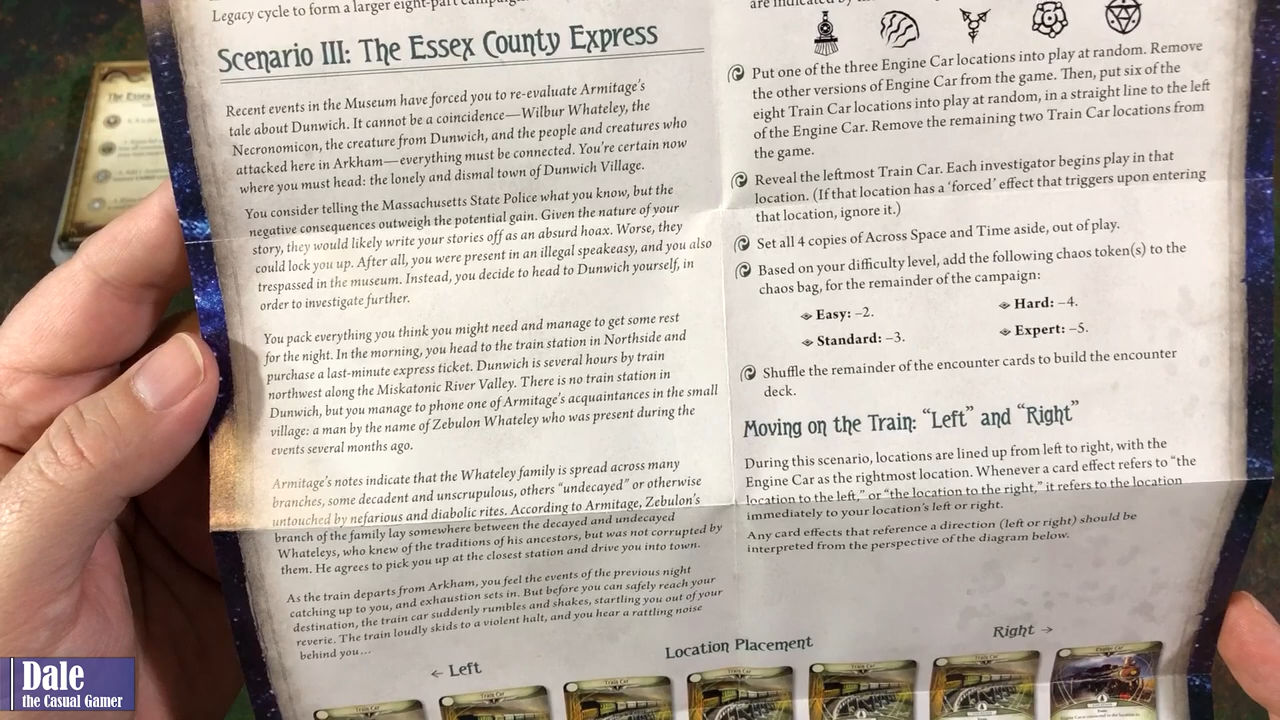 Legacy cycle to form a larger eight-part
Scenario III: The Essex County Express
Recent events in the Museum have forced you to re-evaluate Armitage's
tale about Dunwich. It cannot be a coincidence—Wilbur Whateley, the
Necronomicon, the creature from Dunwich, and the people and creatures who
attacked here in Arkham—everything must be connected. You're certain now
where you must head: the lonely and dismal town of Dunwich Village.
You consider telling the Massachusetts State Police what you know, but the
negative consequences outweigh the potential gain. Given the nature of your
story, they would likely write your stories off as an absurd hoax. Worse, they
could lock you up. After all, you were present in an illegal speakeasy, and you also
trespassed in the museum. Instead, you decide to head to Dunwich yourself, in
order to investigate further.
You pack everything you think you might need and manage to get some rest
for the night. In the morning, you head to the train station in Northside and
purchase a last-minute express ticket. Dunwich is several hours by train
northwest along the Miskatonic River Valley. There is no train station in
Dunwich, but you manage to phone one of Armitage's acquaintances in the small
village: a man by the name of Zebulon Whateley who was present during the
events several months ago.
Armitage's notes indicate that the Whateley family is spread across many
branches, some decadent and unscrupulous, others "undecayed" or otherwise
untouched by nefarious and diabolic rites. According to Armitage, Zebulon's
branch of the family lay somewhere between the decayed and undecayed
Whateleys, who knew of the traditions of his ancestors, but was not corrupted by
them. He agrees to pick you up at the closest station and drive you into town.
As the train departs from Arkham, you feel the events of the previous night
catching up to you, and exhaustion sets in. But before you can safely reach your
destination, the train car suddenly rumbles and shakes, startling you out of your
reverie. The train loudly skids to a violent halt, and you hear a rattling noise
behind you…
are indicated by
Put one of the three Engine Car locations into play at random. Remove
the other versions of Engine Car from the game. Then, put six of the
eight Train Car locations into play at random, in a straight line to the left
of the Engine Car. Remove the remaining two Train Car locations from
the game.
Reveal the leftmost Train Car. Each investigator begins play in that
location. (If that location has a 'forced' effect that triggers upon entering
that location, ignore it.)
Set all 4 copies of Across Space and Time aside, out of play.
Based on your difficulty level, add the following chaos token(s) to the
chaos bag, for the remainder of the campaign:
Easy: –2.
Hard: –4.
Standard: –3.
Expert: –5.
Shuffle the remainder of the encounter cards to build the encounter
deck.
Moving on the Train: "Left" and "Right"
During this scenario, locations are lined up from left to right, with the
Engine Car as the rightmost location. Whenever a card effect refers to "the
location to the left," or "the location to the right," it refers to the location
immediately to your location's left or right.
Any card effects that reference a direction (left or right) should be
interpreted from the perspective of the diagram below.
Location Placement
← Left
Right →
Train Car
Train Car
Train Car
Train Car
Train Car
Train Car
Engine Car
The Essex
Dale
the Casual Gamer